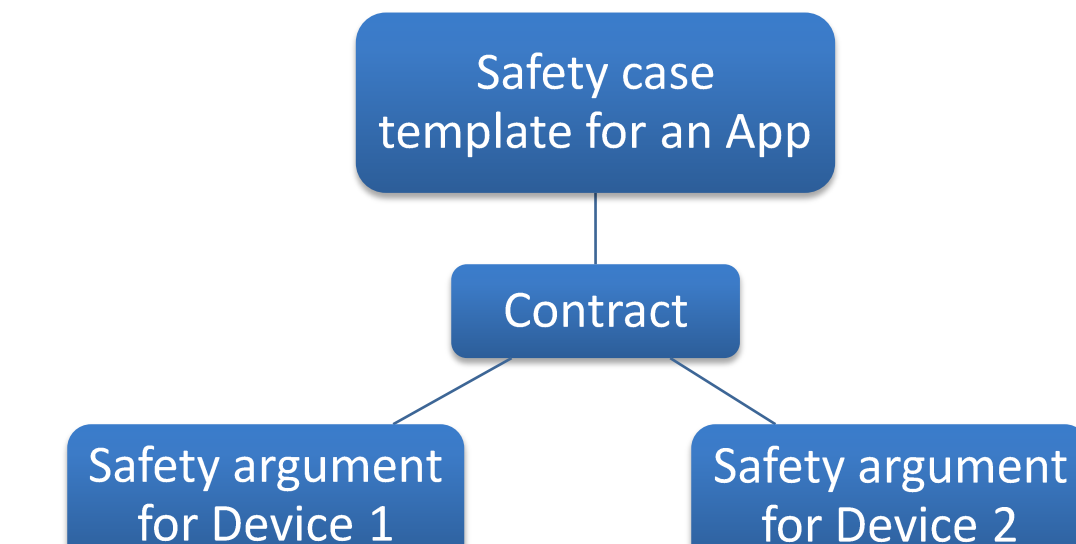 Safety case
template for an App
Contract
Safety argument
for Device 1
Safety argument
for Device 2